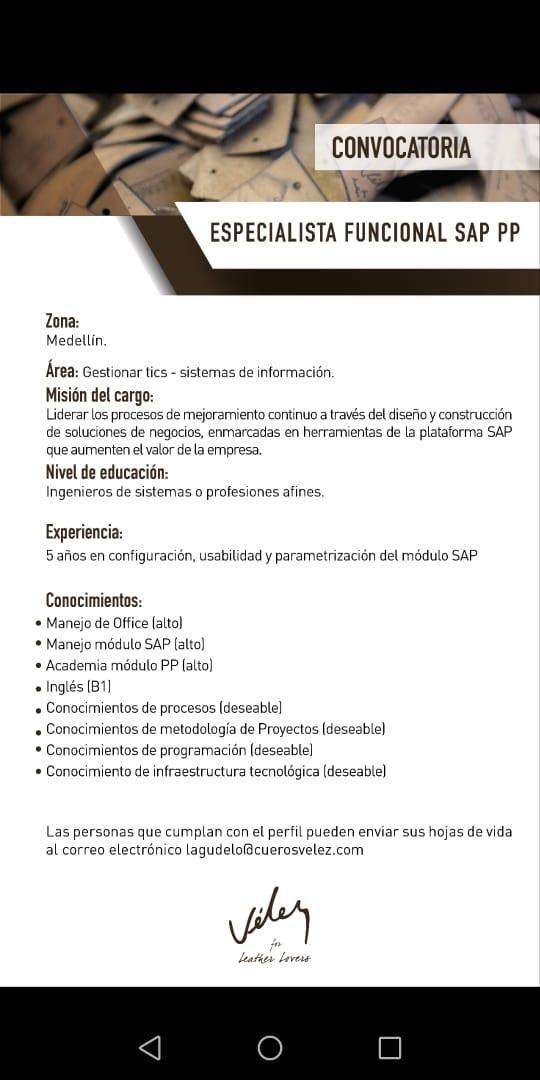 CONVOCATORIA
ESPECIALISTA FUNCIONAL SAP PP
Zona:
Medellín.
Área: Gestionar tics - sistemas de información.
Misión del cargo:
Liderar los procesos de mejoramiento continuo a través del diseño y construcción
de soluciones de negocios, enmarcadas en herramientas de la plataforma SAP
que aumenten el valor de la empresa.
Nivel de educación:
Ingenieros de sistemas o profesiones afines.
Experiencia:
5 años en configuración, usabilidad y parametrización del módulo SAP
Conocimientos:
• Manejo de Office (alto)
• Manejo módulo SAP (alto)
• Academia módulo PP (alto)
• Inglés (B1)
• Conocimientos de procesos (deseable)
• Conocimientos de metodología de Proyectos (deseable)
• Conocimientos de programación (deseable)
• Conocimiento de infraestructura tecnológica (deseable)
Las personas que cumplan con el perfil pueden enviar sus hojas de vida
al correo electrónico lagudelo@cuerosvelez.com
Vélez
for
Leather Lovers